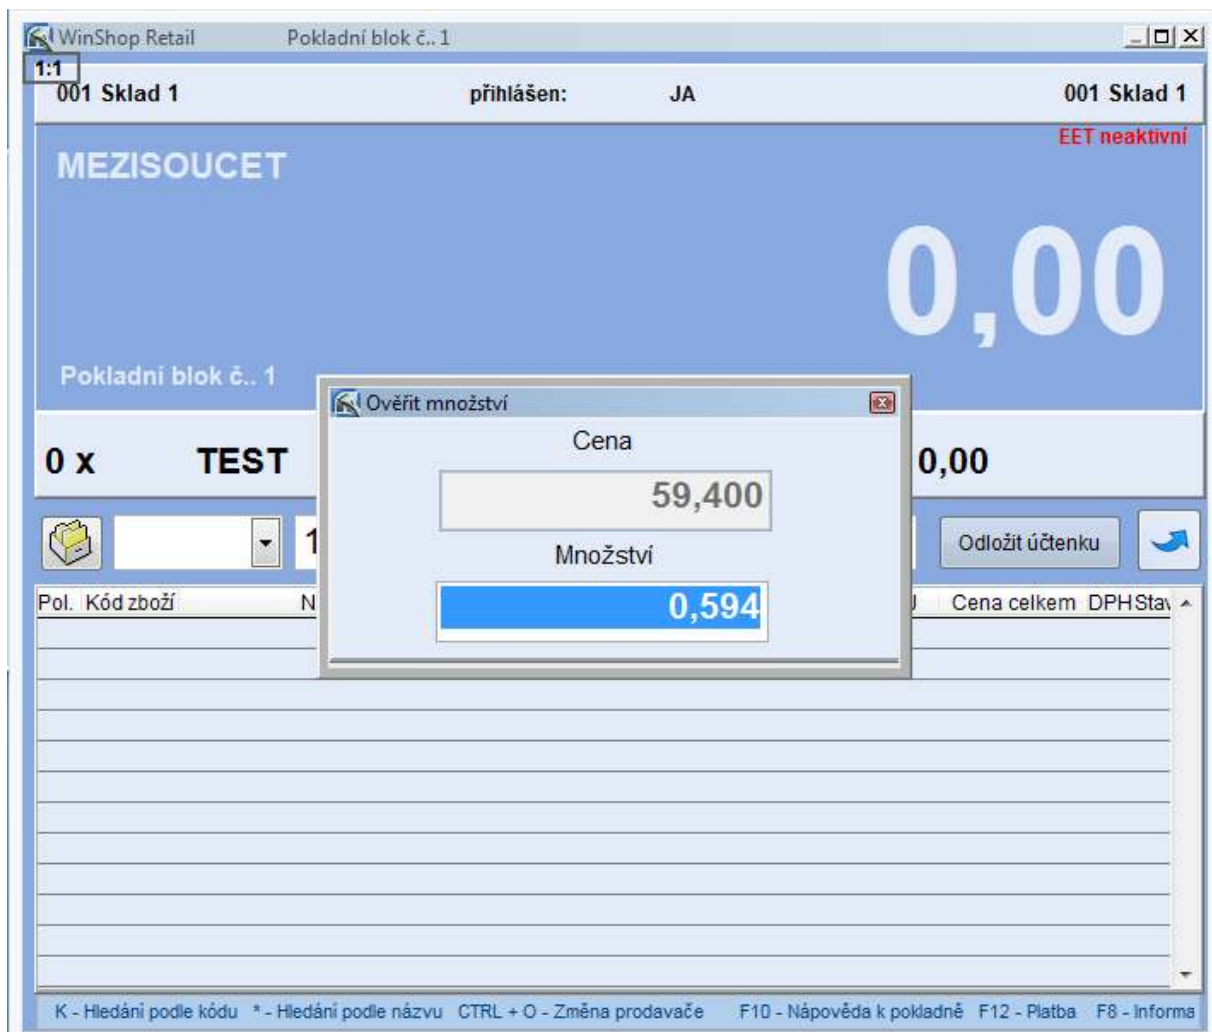 WinShop Retail Pokladní blok č.. 1
1:1
001 Sklad 1 přihlášen: JA 001 Sklad 1
EET neaktivní
MEZISOUCET
0,00
Pokladní blok č.. 1
Ověřit množství
Cena
0 x TEST 0,00
59,400
Odložit účtenku
Množství
Pol. Kód zboží N Cena celkem DPH Stav
0,594
K - Hledání podle kódu * - Hledání podle názvu CTRL + O - Změna prodavače F10 - Nápověda k pokladně F12 - Platba F8 - Informa